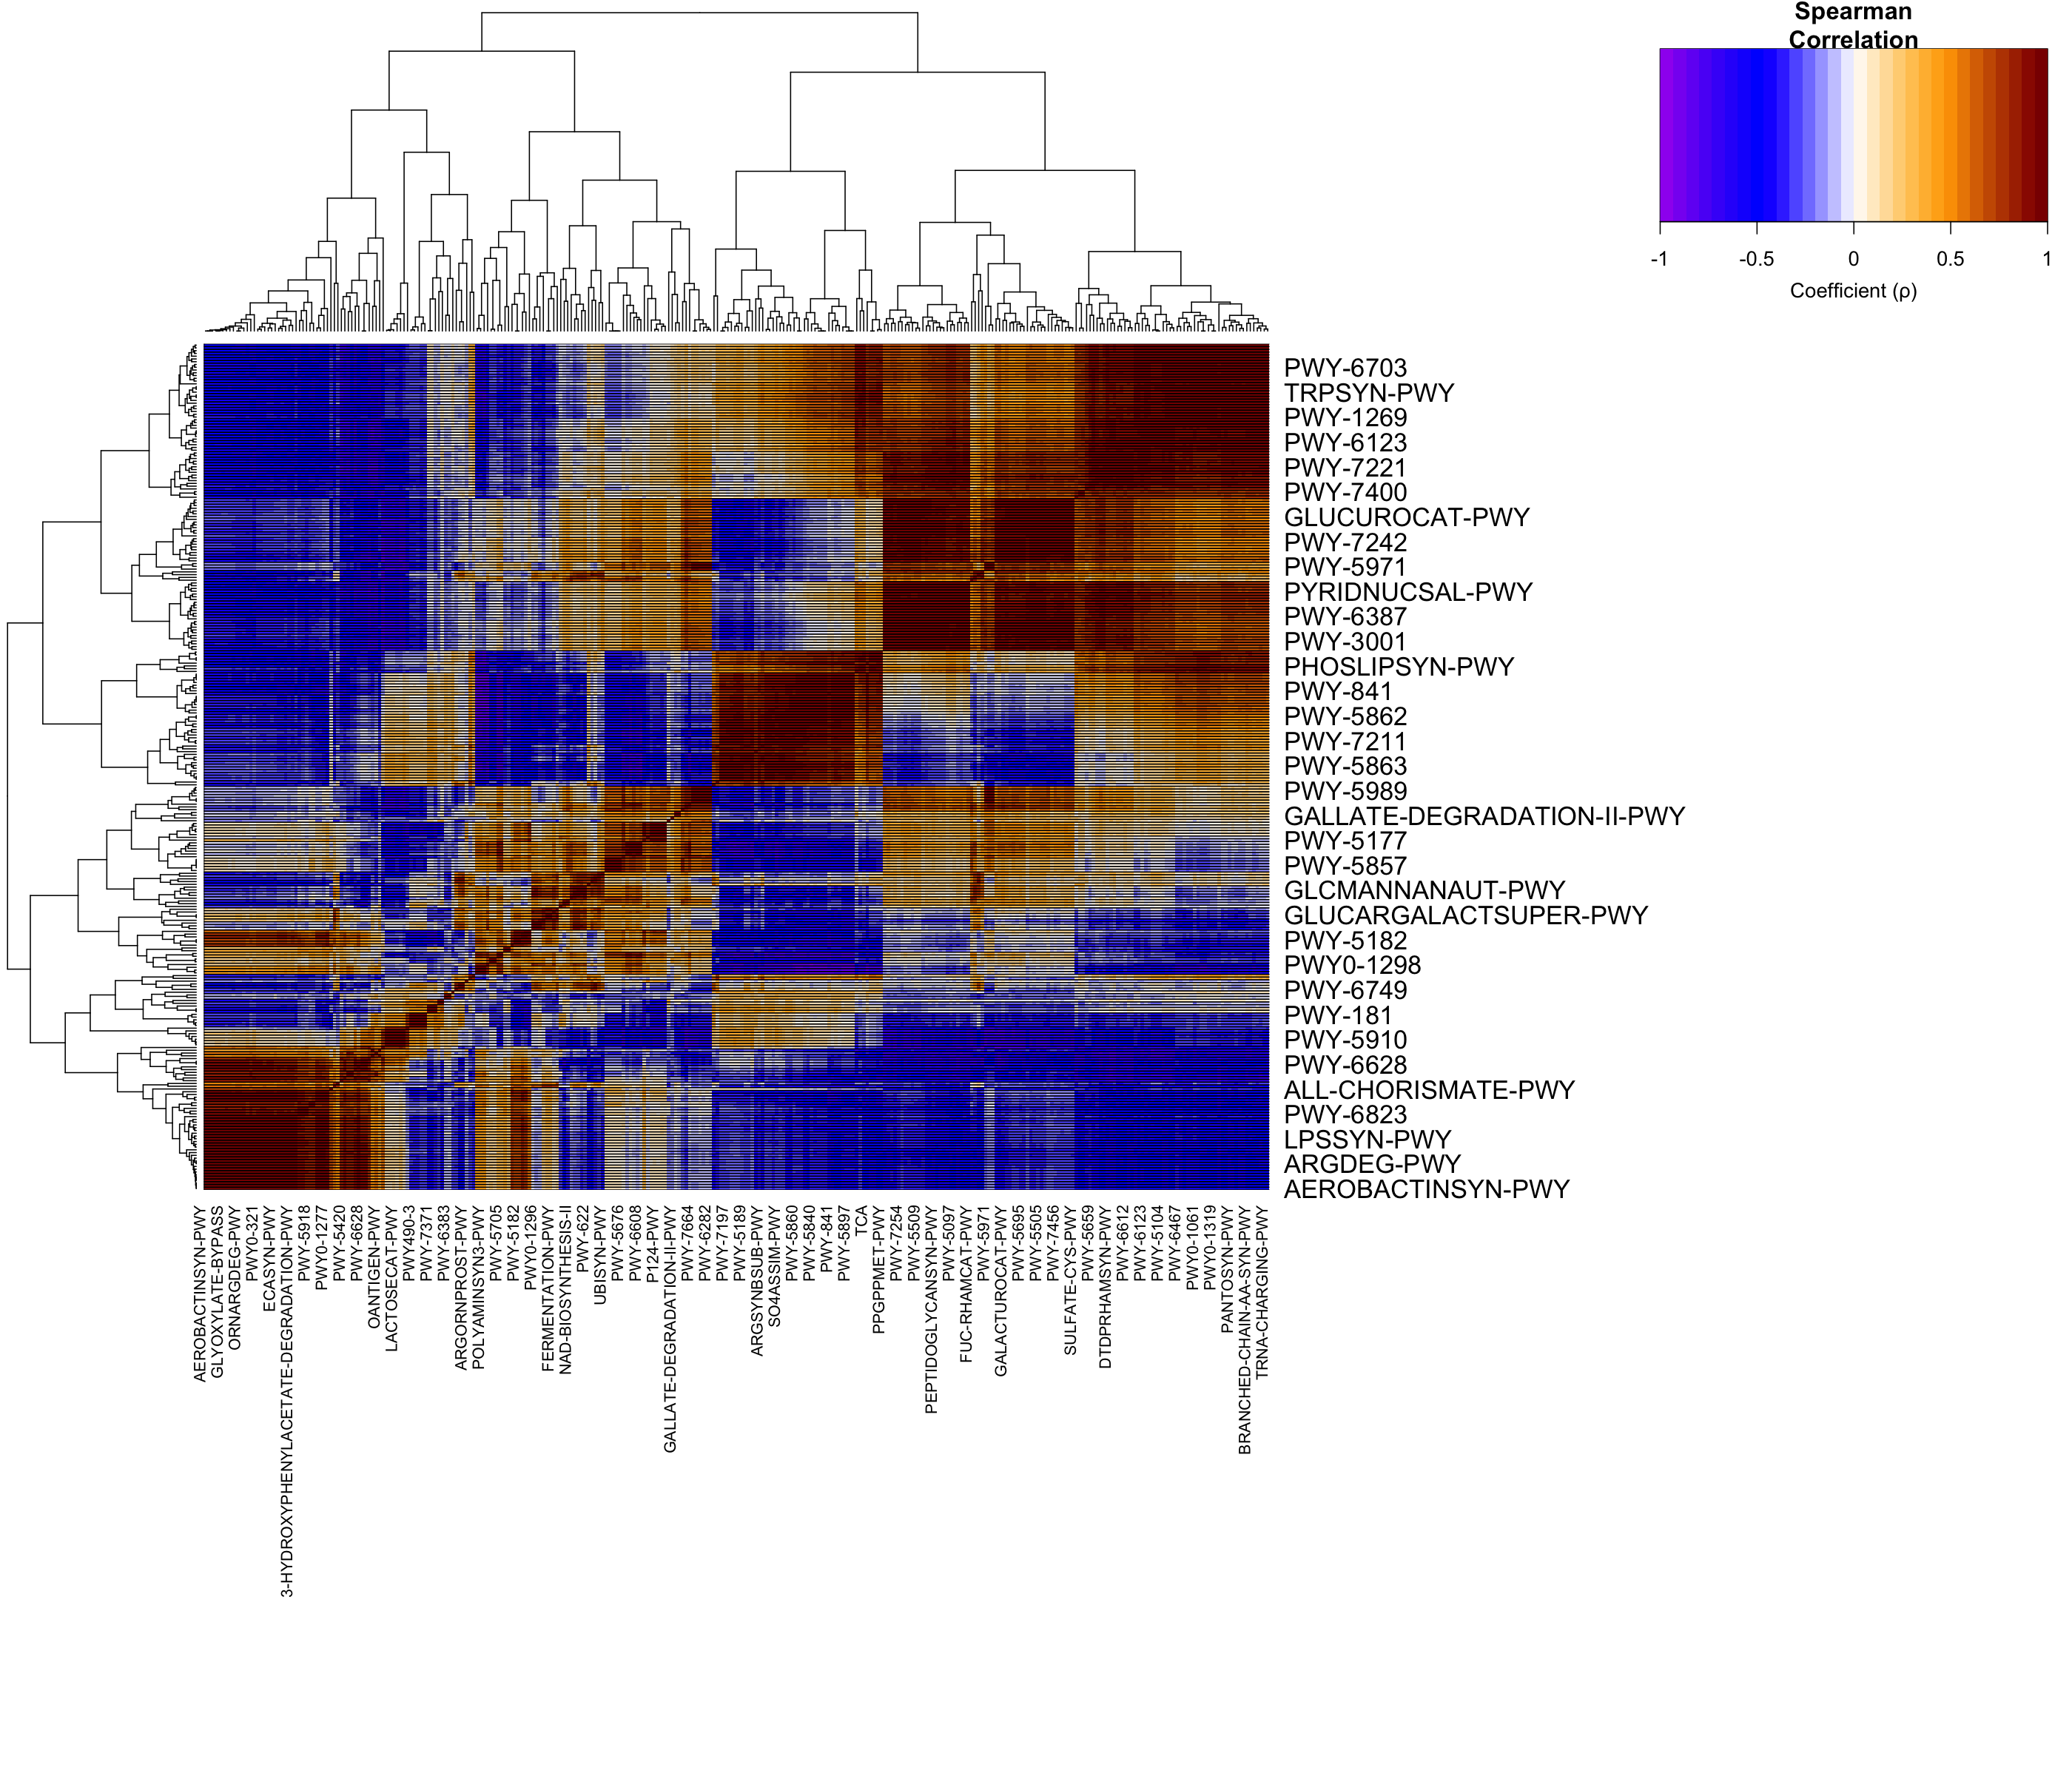 Spearman
Correlation
-1
-0.5
0
0.5
1
Coefficient (ρ)
PWY-6703
TRPSYN-PWY
PWY-1269
PWY-6123
PWY-7221
PWY-7400
GLUCUROCAT-PWY
PWY-7242
PWY-5971
PYRIDNUCSAL-PWY
PWY-6387
PWY-3001
PHOSLIPSYN-PWY
PWY-841
PWY-5862
PWY-7211
PWY-5863
PWY-5989
GALLATE-DEGRADATION-II-PWY
PWY-5177
PWY-5857
GLCMANNANAUT-PWY
GLUCARGALACTSUPER-PWY
PWY-5182
PWY0-1298
PWY-6749
PWY-181
PWY-5910
PWY-6628
ALL-CHORISMATE-PWY
PWY-6823
LPSSYN-PWY
ARGDEG-PWY
AEROBACTINSYN-PWY
AEROBACTINSYN-PWY
GLYOXYLATE-BYPASS
ORNARGDEG-PWY
PWY0-321
ECASYN-PWY
3-HYDROXYPHENYLACETATE-DEGRADATION-PWY
PWY-5918
PWY0-1277
PWY-5420
PWY-6628
OANTIGEN-PWY
LACTOSECAT-PWY
PWY490-3
PWY-7371
PWY-6383
ARGORNPROST-PWY
POLYAMINSYN3-PWY
PWY-5705
PWY-5182
PWY0-1296
FERMENTATION-PWY
NAD-BIOSYNTHESIS-II
PWY-622
UBISYN-PWY
PWY-5676
PWY-6608
P124-PWY
GALLATE-DEGRADATION-II-PWY
PWY-7664
PWY-6282
PWY-7197
PWY-5189
ARGSYNBSUB-PWY
SO4ASSIM-PWY
PWY-5860
PWY-5840
PWY-841
PWY-5897
TCA
PPGPPMET-PWY
PWY-7254
PWY-5509
PEPTIDOGLYCANSYN-PWY
PWY-5097
FUC-RHAMCAT-PWY
PWY-5971
GALACTUROCAT-PWY
PWY-5695
PWY-5505
PWY-7456
SULFATE-CYS-PWY
PWY-5659
DTDPRHAMSYN-PWY
PWY-6612
PWY-6123
PWY-5104
PWY-6467
PWY0-1061
PWY0-1319
PANTOSYN-PWY
BRANCHED-CHAIN-AA-SYN-PWY
TRNA-CHARGING-PWY